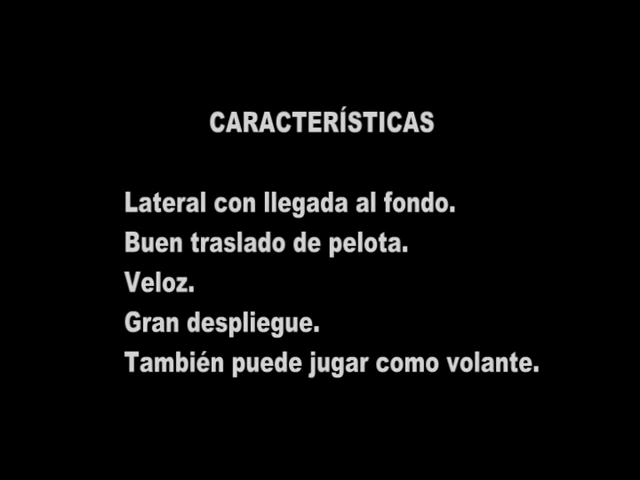 CARACTERÍSTICAS
Lateral con llegada al fondo.
Buen traslado de pelota.
Veloz.
Gran despliegue.
También puede jugar como volante.